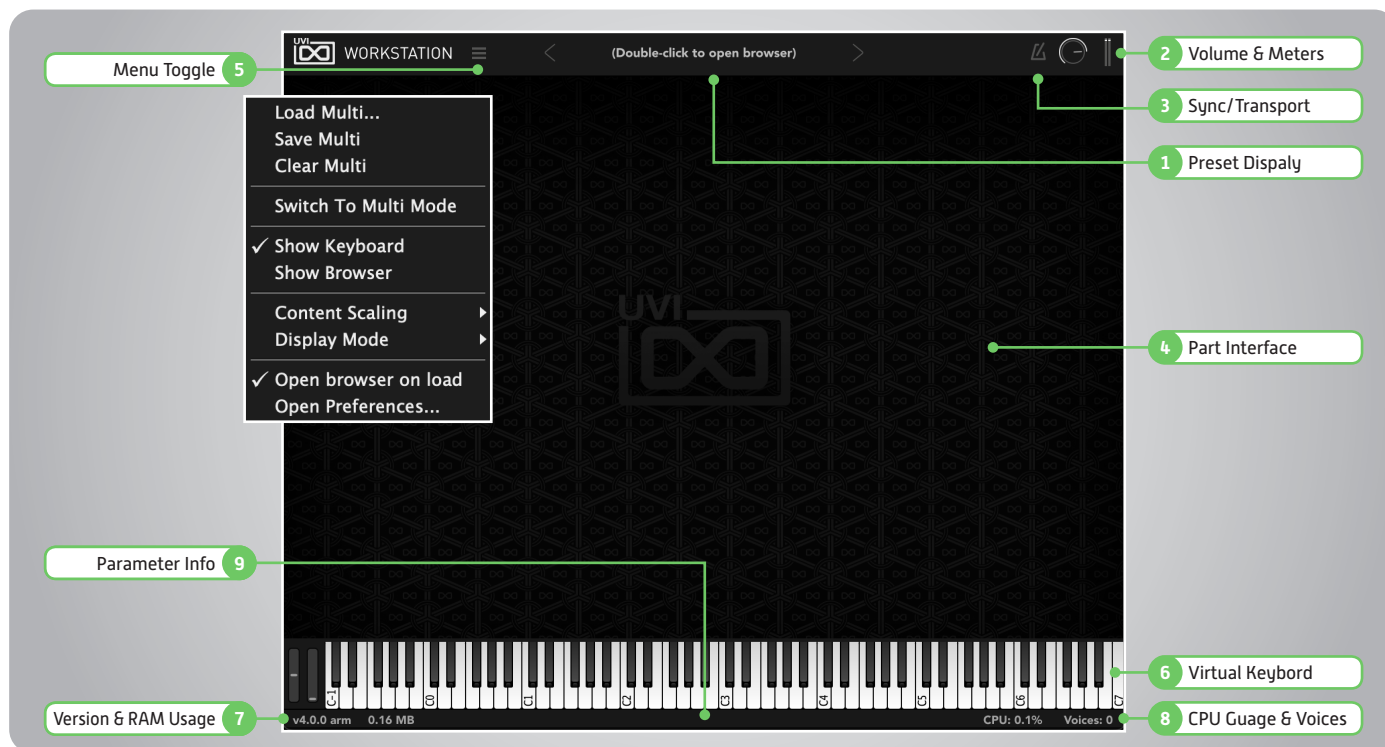 UVI
WORKSTATION
(Double-click to open browser)
2 Volume & Meters
Menu Toggle 5
3 Sync/Transport
Load Multi...
Save Multi
Clear Multi
1 Preset Dispaly
Switch To Multi Mode
✓ Show Keyboard
Show Browser
Content Scaling
Display Mode
UVI
4 Part Interface
✓ Open browser on load
Open Preferences...
Parameter Info 9
6 Virtual Keybord
C-1 C0 C1 C2 C3 C4 C5 C6 C7
Version & RAM Usage 7
v4.0.0 arm 0.16 MB CPU: 0.1% Voices: 0
8 CPU Guage & Voices